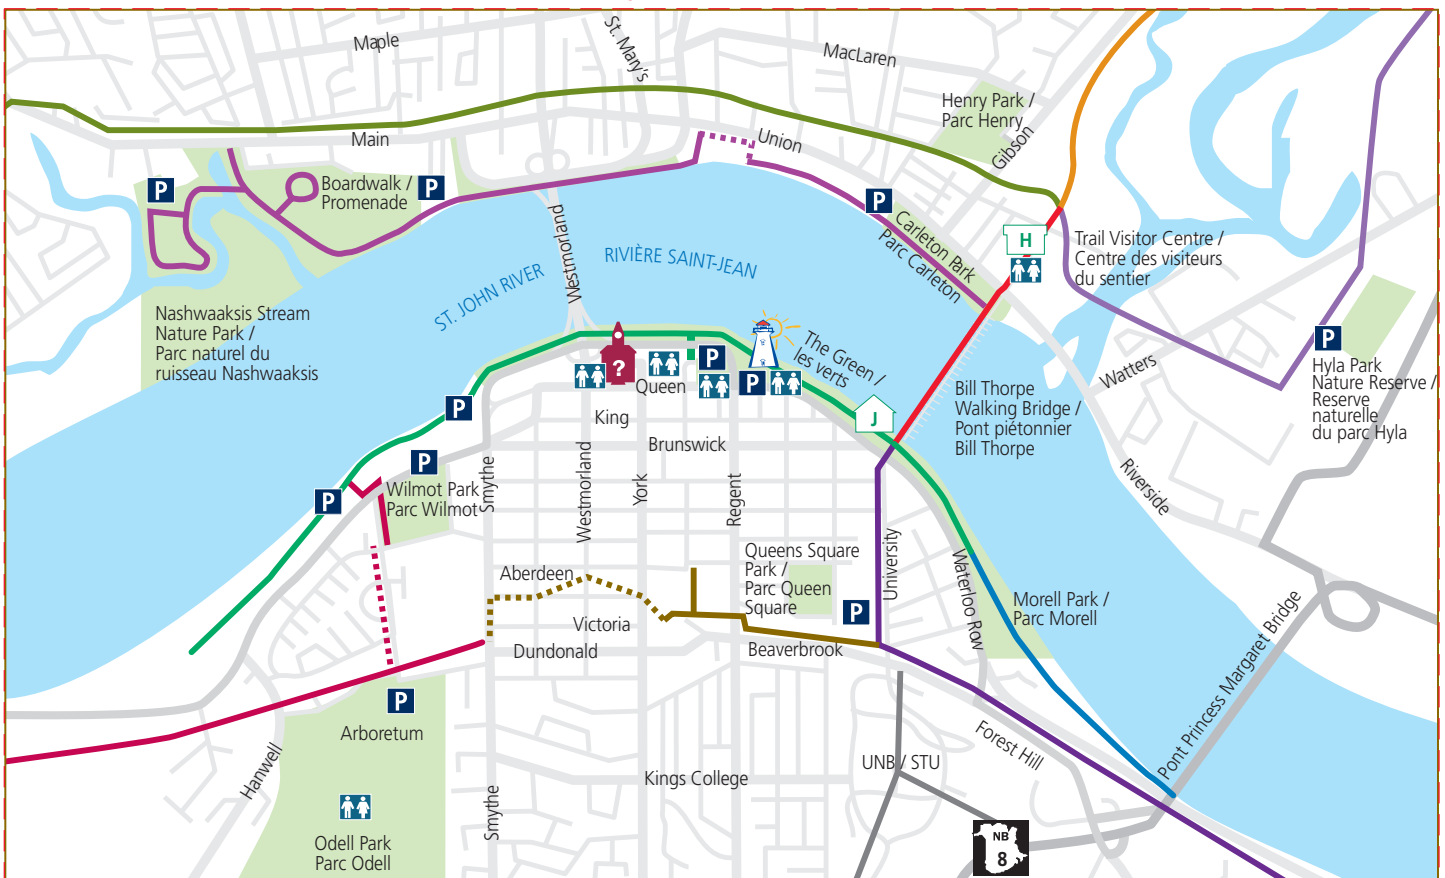 Maple
St. Mary's
MacLaren
Henry Park /
Parc Henry
Gibson
Main
Union
P
Boardwalk /
Promenade
P
P
Carleton Park
Parc Carleton
H
Trail Visitor Centre /
Centre des visiteurs
du sentier
Westmorland
RIVIÈRE SAINT-JEAN
ST. JOHN RIVER
Nashwaaksis Stream
Nature Park /
Parc naturel du
ruisseau Nashwaaksis
?
Queen
P
P
The Green /
les verts
J
P
Hyla Park
Nature Reserve /
Reserve
naturelle
du parc Hyla
Watters
Bill Thorpe
Walking Bridge /
Pont piétonnier
Bill Thorpe
P
King
Brunswick
P
Wilmot Park
Parc Wilmot
P
Smythe
Westmorland
York
Regent
Riverside
University
Queens Square
Park /
Parc Queen
Square
P
Aberdeen
Victoria
Dundonald
Beaverbrook
Waterloo Row
Morell Park /
Parc Morell
Pont Princess Margaret Bridge
P
Arboretum
Hanwell
Forest Hill
UNB / STU
Kings College
Smythe
Odell Park
Parc Odell
NB
8